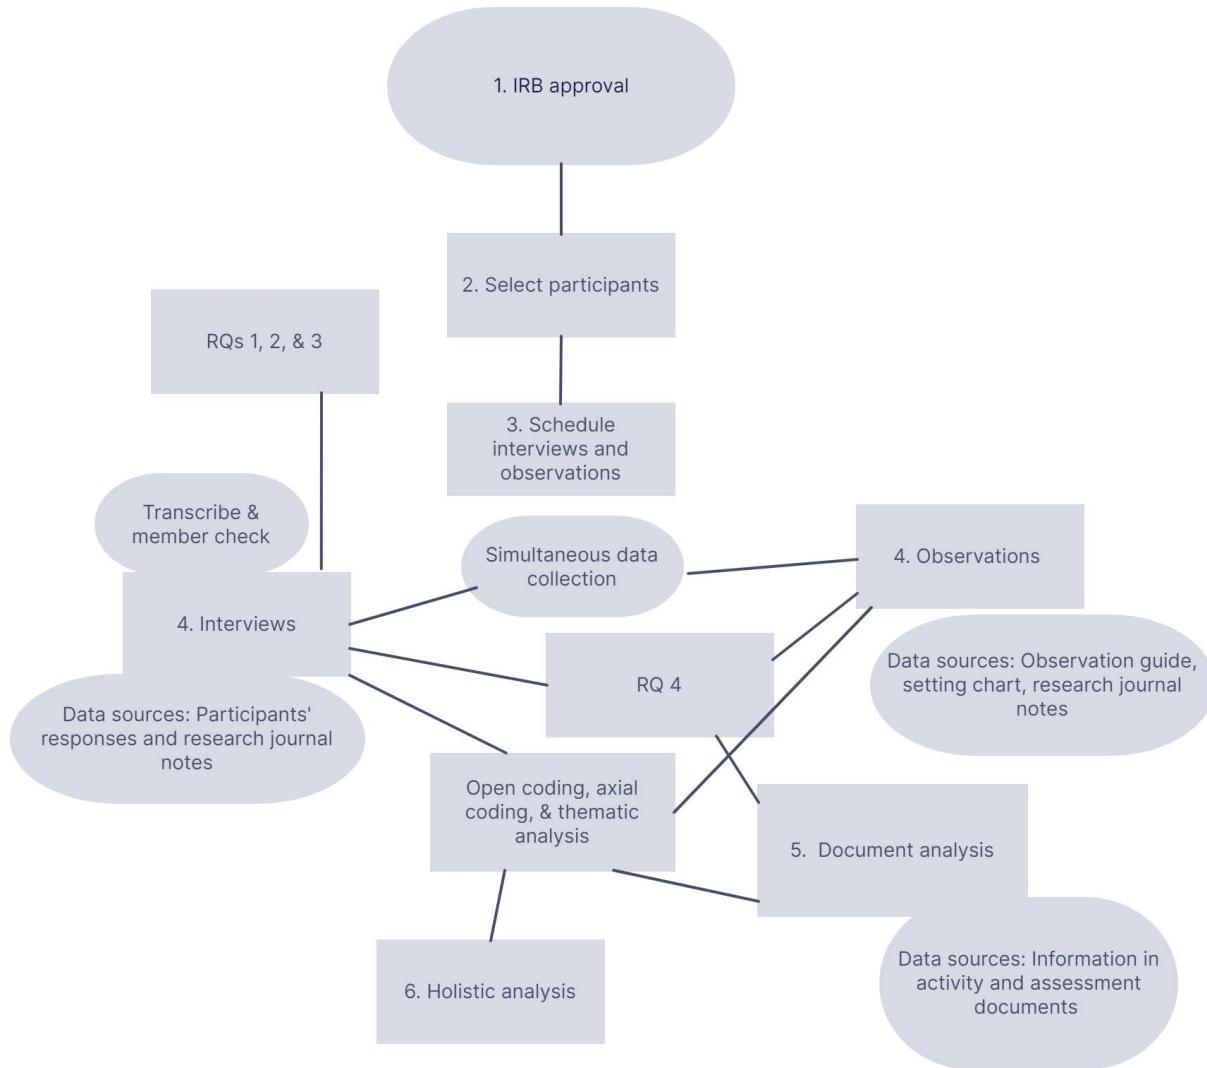 1. IRB approval
2. Select participants
RQs 1, 2, & 3
3. Schedule
interviews and
observations
Transcribe &
member check
Simultaneous data
collection
4. Observations
4. Interviews
RQ 4
Data sources: Observation guide,
setting chart, research journal
notes
Data sources: Participants'
responses and research journal
notes
Open coding, axial
coding, & thematic
analysis
5. Document analysis
6. Holistic analysis
Data sources: Information in
activity and assessment
documents